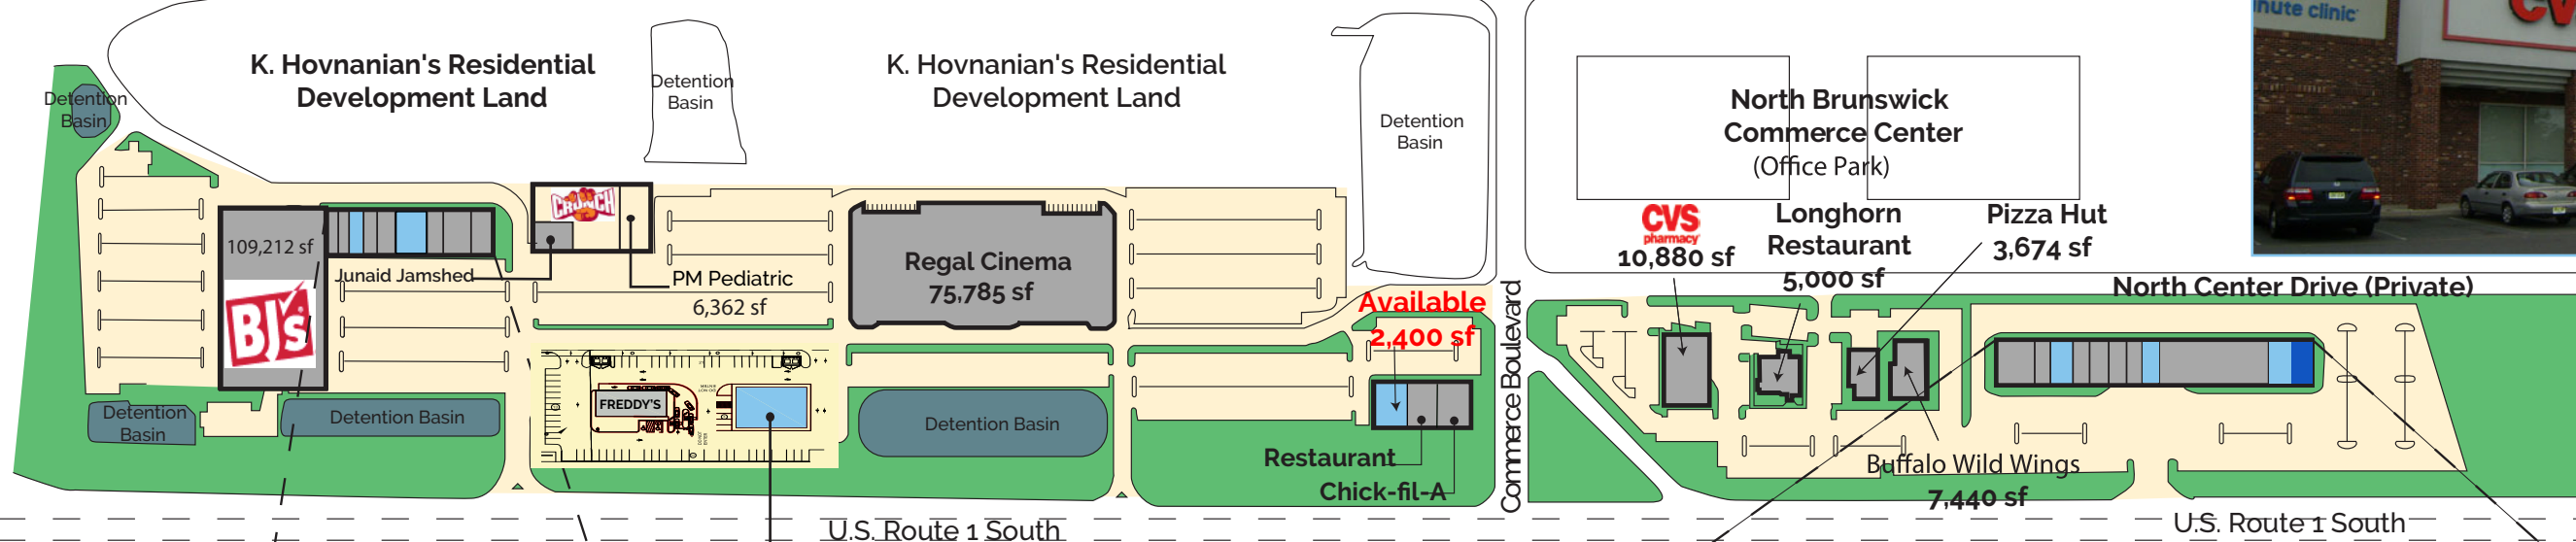 K. Hovnanian's Residential
Development Land
Detention
Basin
K. Hovnanian's Residential
Development Land
Detention
Basin
Detention
Basin
North Brunswick
Commerce Center
(Office Park)
minute clinic
CV
CRUNCH
109,212 sf
BJ's
Junaid Jamshed
PM Pediatric
6,362 sf
Regal Cinema
75,785 sf
Available
2,400 sf
CVS
pharmacy
10,880 sf
Longhorn
Restaurant
5,000 sf
Pizza Hut
3,674 sf
North Center Drive (Private)
Commerce Boulevard
FREDDY'S
Detention
Basin
Detention Basin
Detention Basin
Restaurant
Chick-fil-A
Buffalo Wild Wings
7,440 sf
U.S. Route 1 South
U.S. Route 1 South